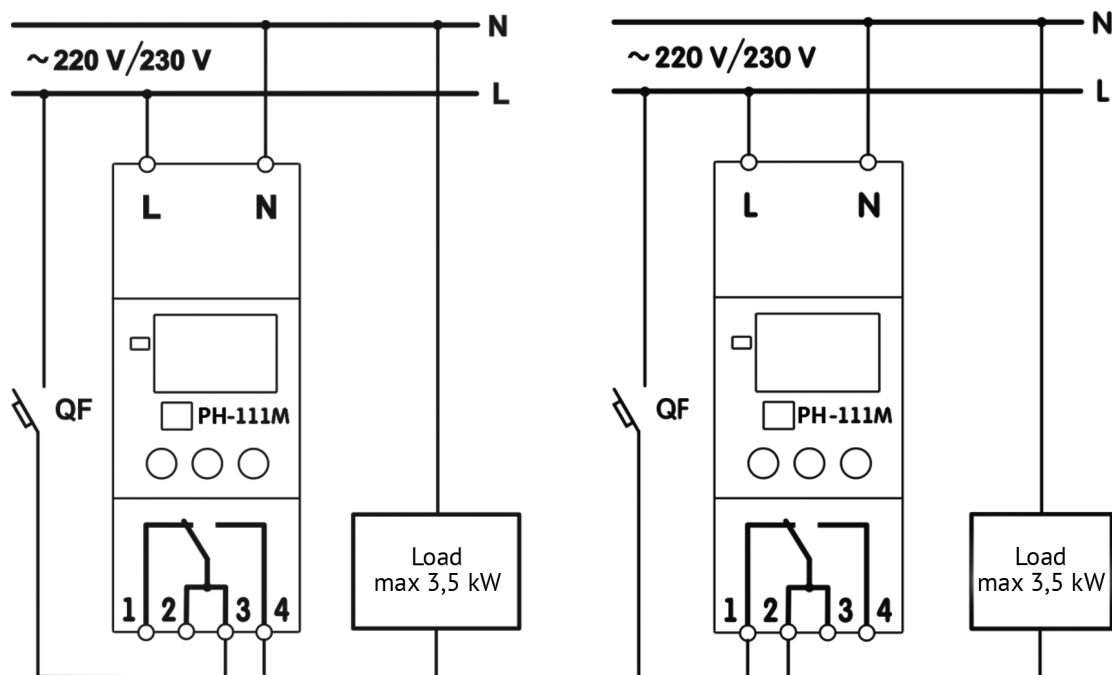 N
~ 220 V/230 V
L
L N
QF
PH-111M
Load
max 3,5 kW
1 2 3 4
N
~ 220 V/230 V
L
L N
QF
PH-111M
Load
max 3,5 kW
1 2 3 4